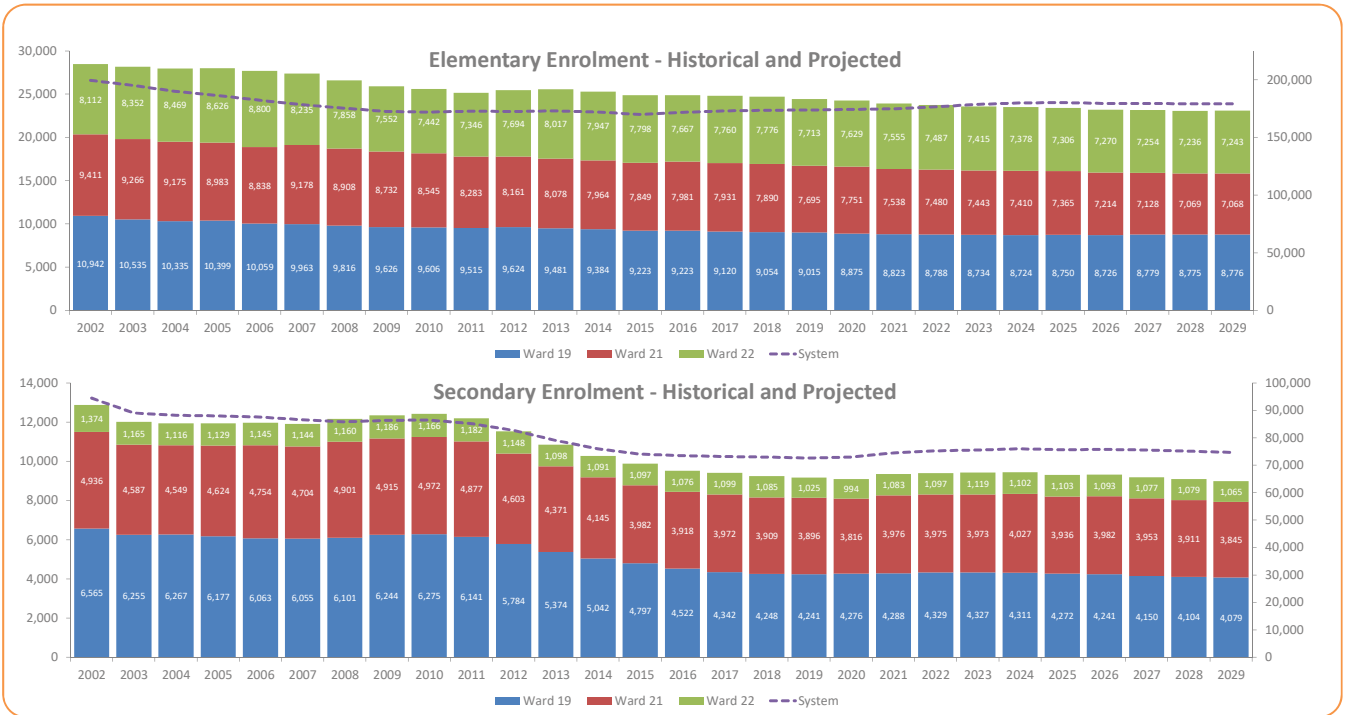 Elementary Enrolment - Historical and Projected
30,000
25,000
20,000
15,000
10,000
5,000
0
200,000
150,000
100,000
50,000
0
8,112 8,352 8,469 8,626 8,800 8,235 7,858 7,552 7,442 7,346 7,694 8,017 7,947 7,798 7,667 7,760 7,776 7,713 7,629 7,555 7,487 7,415 7,378 7,306 7,270 7,254 7,236 7,243
9,411 9,266 9,175 8,983 8,838 9,178 8,908 8,732 8,545 8,283 8,161 8,078 7,964 7,849 7,981 7,931 7,890 7,695 7,751 7,538 7,480 7,443 7,410 7,365 7,214 7,128 7,069 7,068
10,942 10,535 10,335 10,399 10,059 9,963 9,816 9,626 9,606 9,515 9,624 9,481 9,384 9,223 9,223 9,120 9,054 9,015 8,875 8,823 8,788 8,734 8,724 8,750 8,726 8,779 8,775 8,776
2002 2003 2004 2005 2006 2007 2008 2009 2010 2011 2012 2013 2014 2015 2016 2017 2018 2019 2020 2021 2022 2023 2024 2025 2026 2027 2028 2029
Ward 19 Ward 21 Ward 22 System
Secondary Enrolment - Historical and Projected
14,000
12,000
10,000
8,000
6,000
4,000
2,000
0
100,000
90,000
80,000
70,000
60,000
50,000
40,000
30,000
20,000
10,000
0
1,374 1,165 1,116 1,129 1,145 1,144 1,160 1,186 1,166 1,182 1,148 1,098 1,091 1,097 1,076 1,099 1,085 1,025 994 1,083 1,097 1,119 1,102 1,103 1,093 1,077 1,079 1,065
4,936 4,587 4,549 4,624 4,754 4,704 4,901 4,915 4,972 4,877 4,603 4,371 4,145 3,982 3,918 3,972 3,909 3,896 3,816 3,976 3,975 3,973 4,027 3,936 3,982 3,953 3,911 3,845
6,565 6,255 6,267 6,177 6,063 6,055 6,101 6,244 6,275 6,141 5,784 5,374 5,042 4,797 4,522 4,342 4,248 4,241 4,276 4,288 4,329 4,327 4,311 4,272 4,241 4,150 4,104 4,079
2002 2003 2004 2005 2006 2007 2008 2009 2010 2011 2012 2013 2014 2015 2016 2017 2018 2019 2020 2021 2022 2023 2024 2025 2026 2027 2028 2029
Ward 19 Ward 21 Ward 22 System